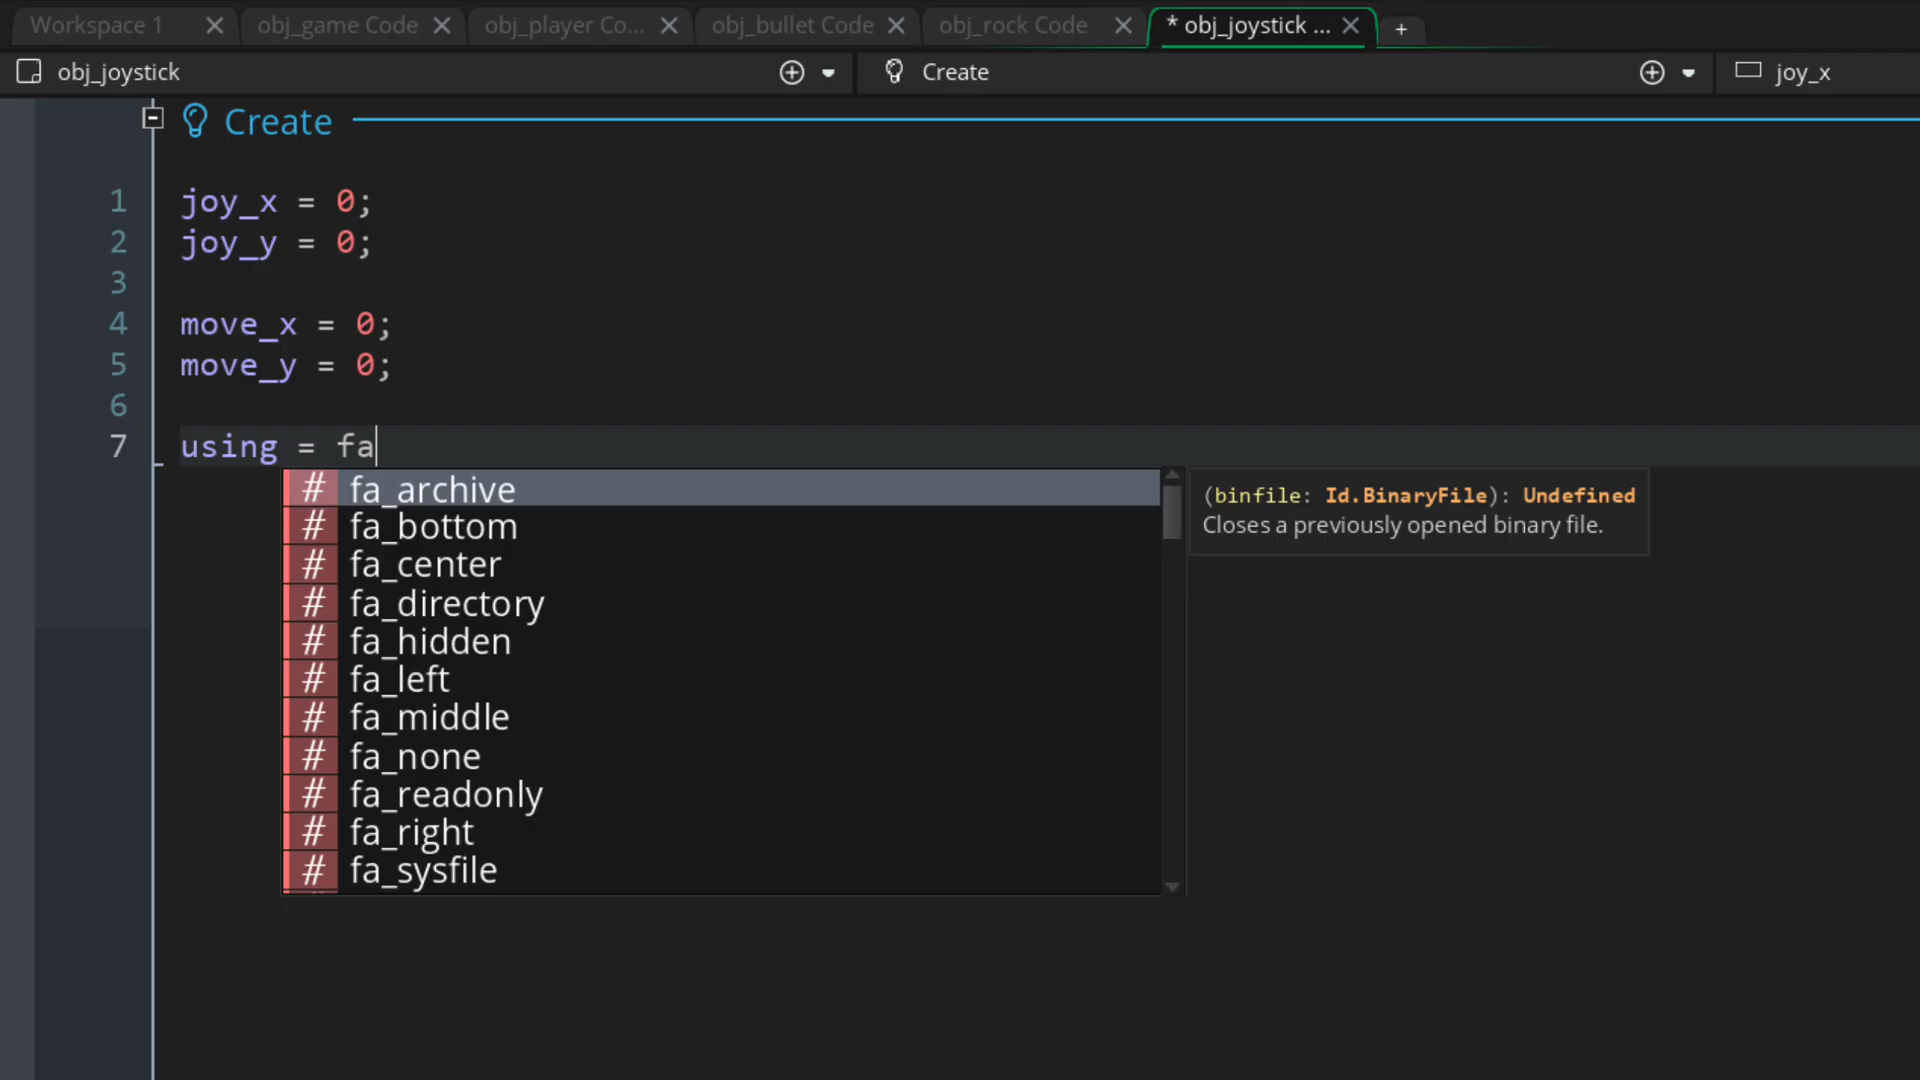 Workspace 1
obj_game Code
obj_player Co...
obj_bullet Code
obj_rock Code
* obj_joystick ...
+
obj_joystick
Create
joy_x
Create
1 joy_x = 0;
2 joy_y = 0;
3
4 move_x = 0;
5 move_y = 0;
6
7 using = fa
# fa_archive
# fa_bottom
# fa_center
# fa_directory
# fa_hidden
# fa_left
# fa_middle
# fa_none
# fa_readonly
# fa_right
# fa_sysfile
(binfile: Id.BinaryFile): Undefined
Closes a previously opened binary file.